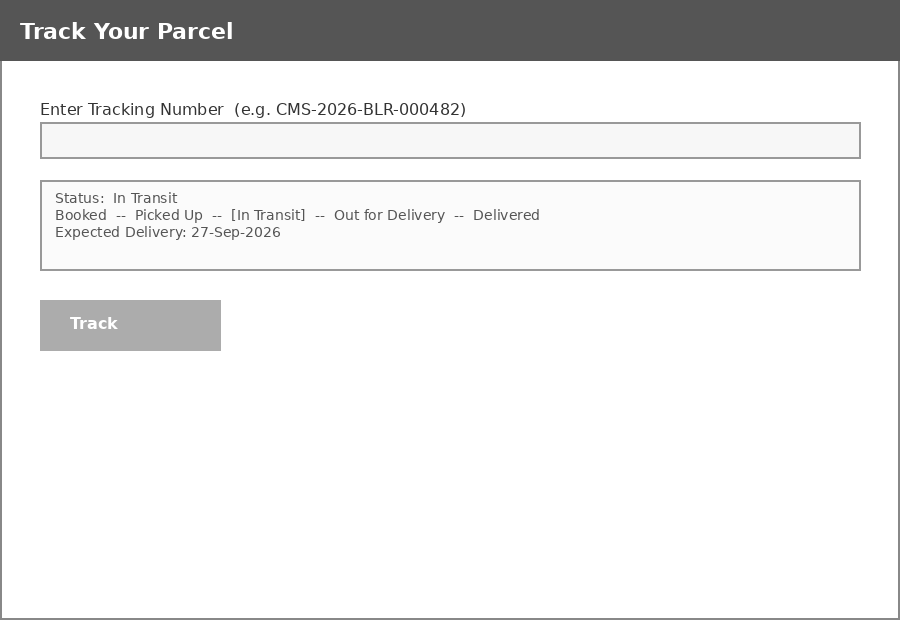 Track Your Parcel
Enter Tracking Number  (e.g. CMS-2026-BLR-000482)
Status:  In Transit
Booked  --  Picked Up  --  [In Transit]  --  Out for Delivery  --  Delivered
Expected Delivery: 27-Sep-2026
Track